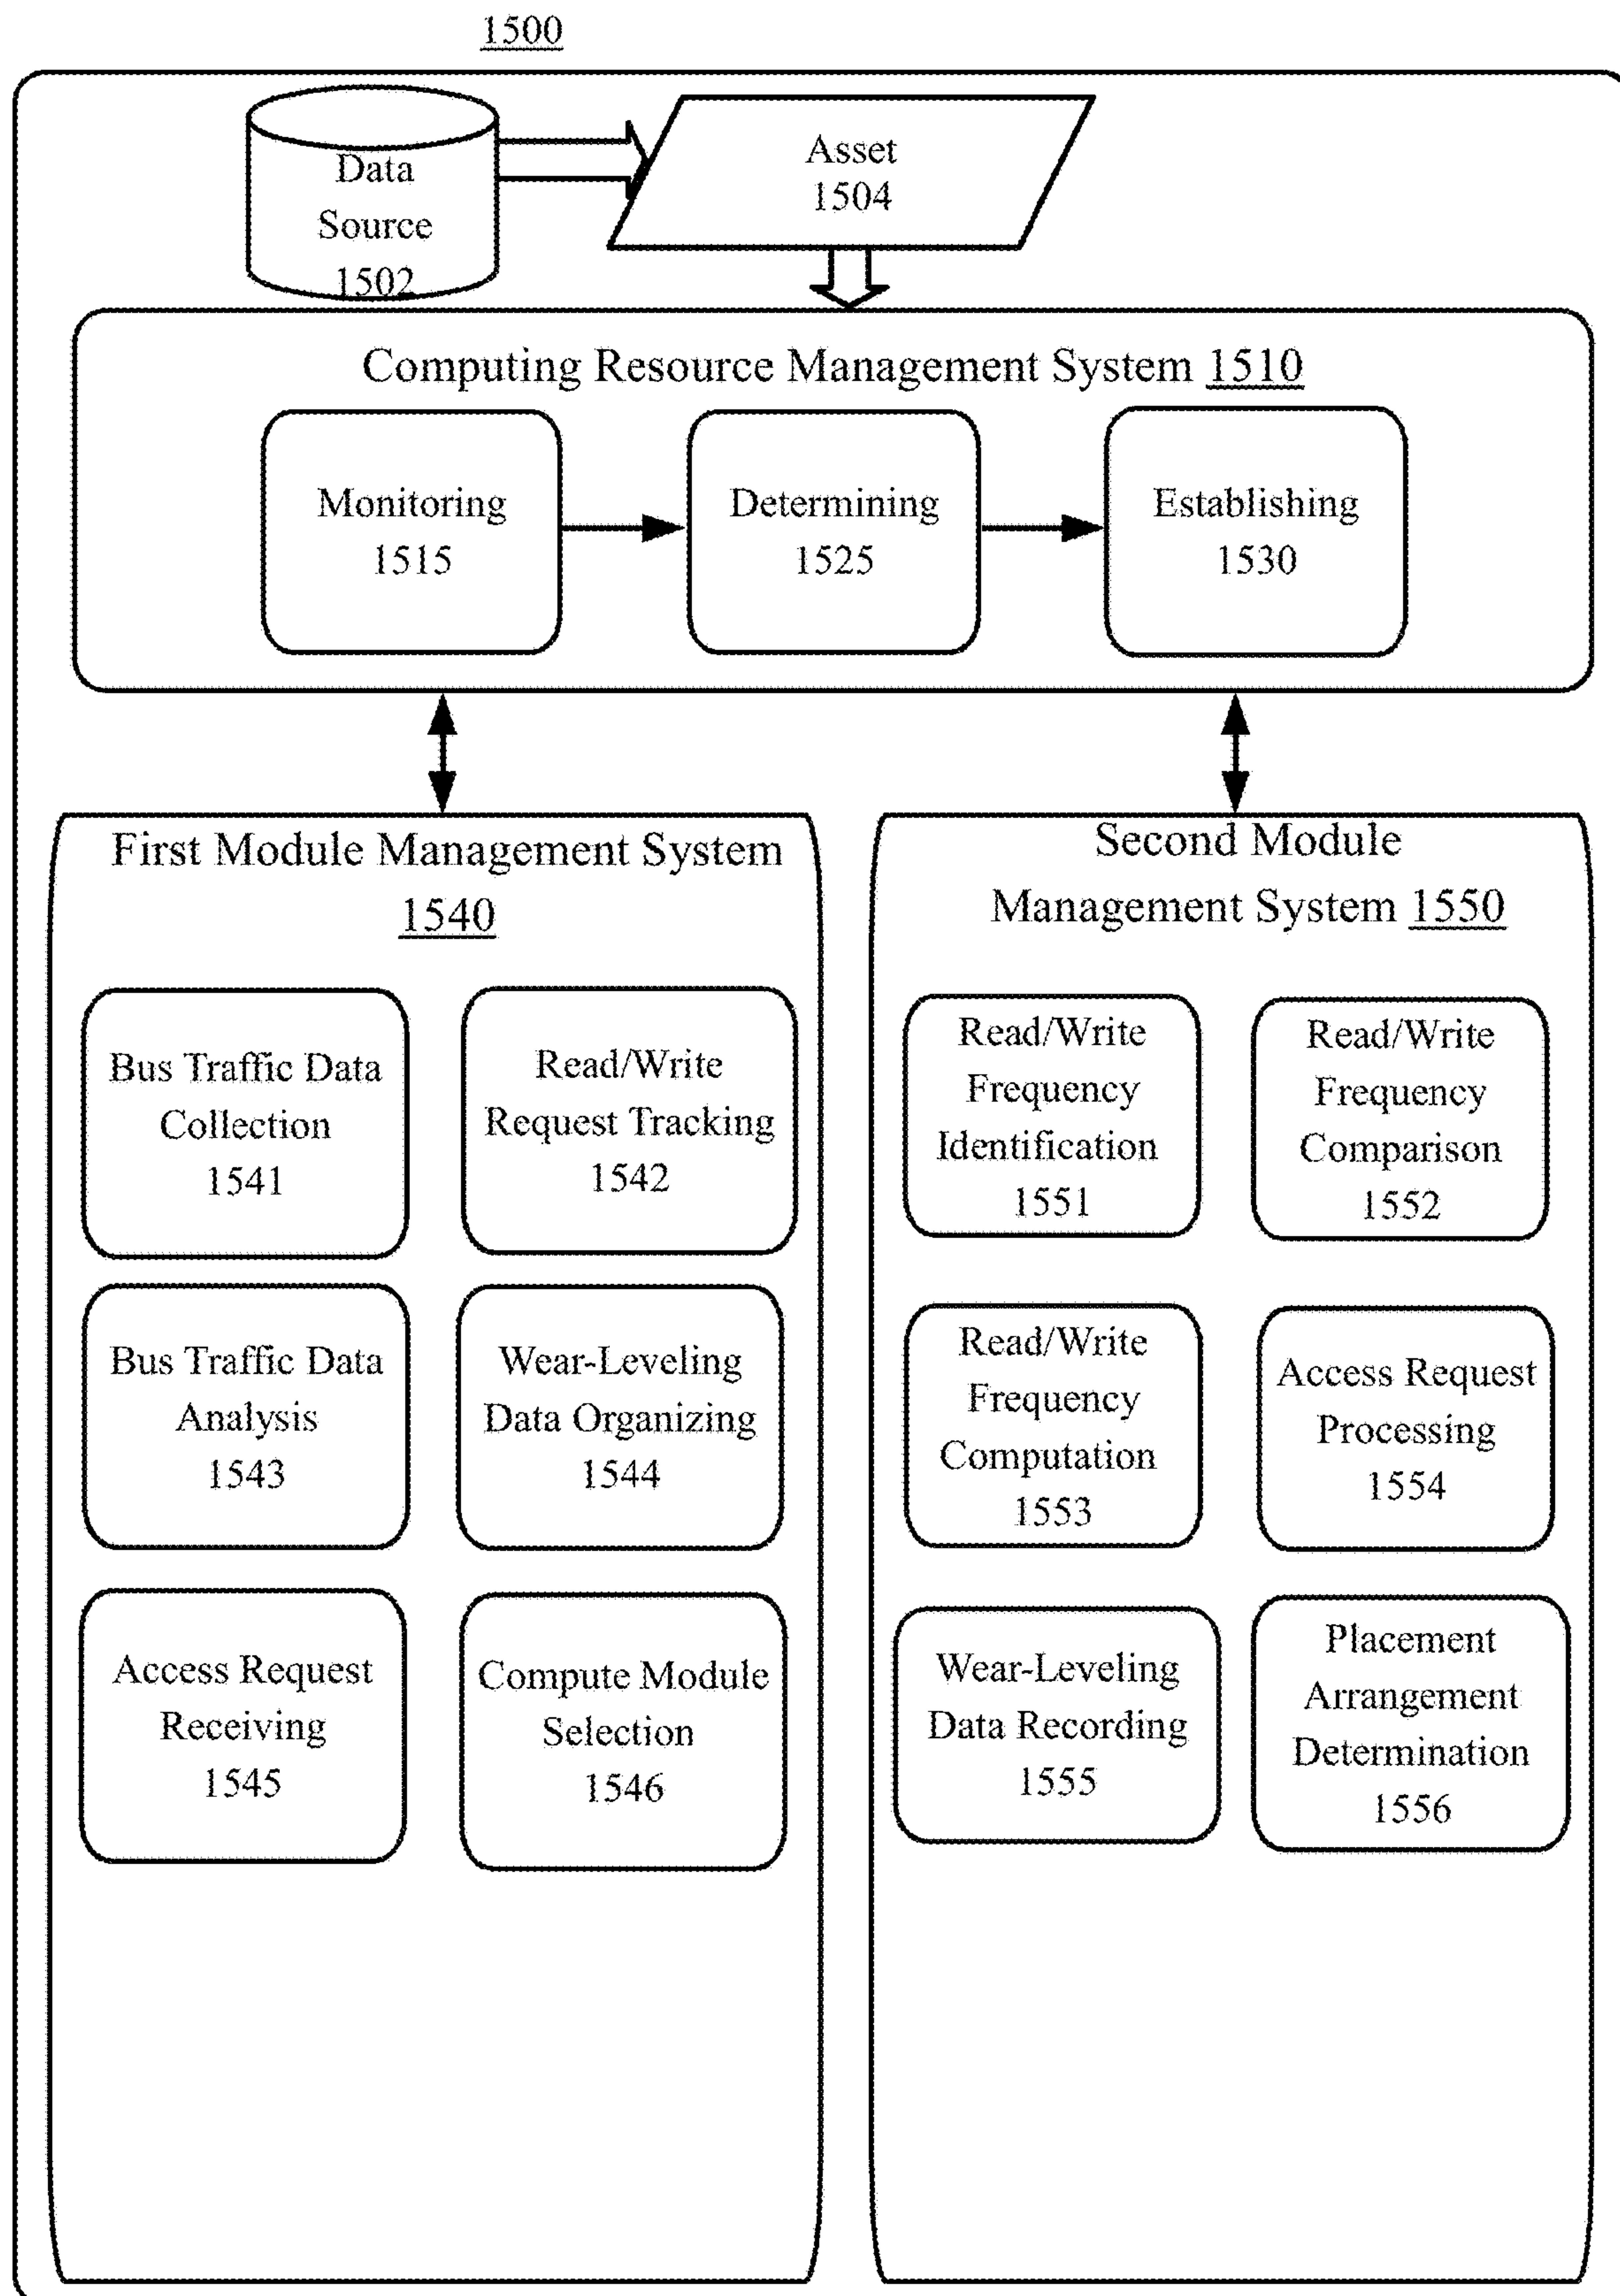 1500
Data
Source
1502
Asset
1504
Computing Resource Management System 1510
Monitoring
1515
Determining
1525
Establishing
1530
First Module Management System
1540
Bus Traffic Data
Collection
1541
Read/Write
Request Tracking
1542
Bus Traffic Data
Analysis
1543
Wear-Leveling
Data Organizing
1544
Access Request
Receiving
1545
Compute Module
Selection
1546
Second Module
Management System 1550
Read/Write
Frequency
Identification
1551
Read/Write
Frequency
Comparison
1552
Read/Write
Frequency
Computation
1553
Access Request
Processing
1554
Wear-Leveling
Data Recording
1555
Placement
Arrangement
Determination
1556